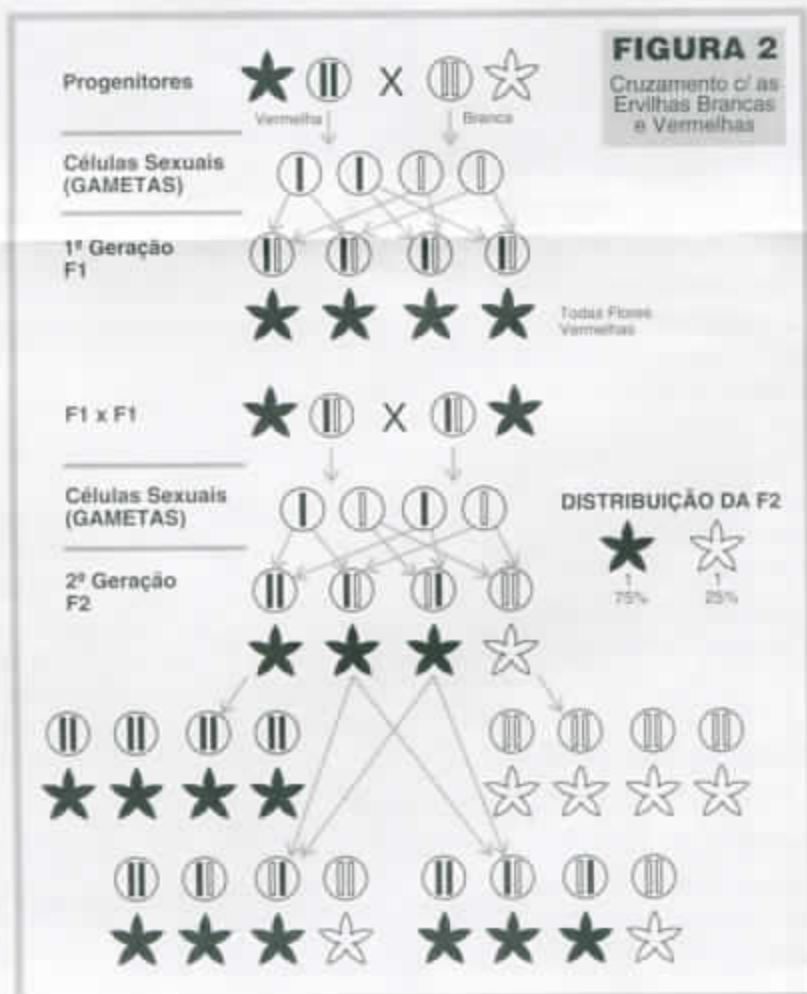 FIGURA 2
Cruzamento c/ as
Ervilhas Brancas
e Vermelhas
Progenitores
X
Vermelha
Branca
Células Sexuais
(GAMETAS)
1ª Geração
F1
Todas Flores
Vermelhas
F1 x F1
X
Células Sexuais
(GAMETAS)
DISTRIBUIÇÃO DA F2
1 1
75% 25%
2ª Geração
F2